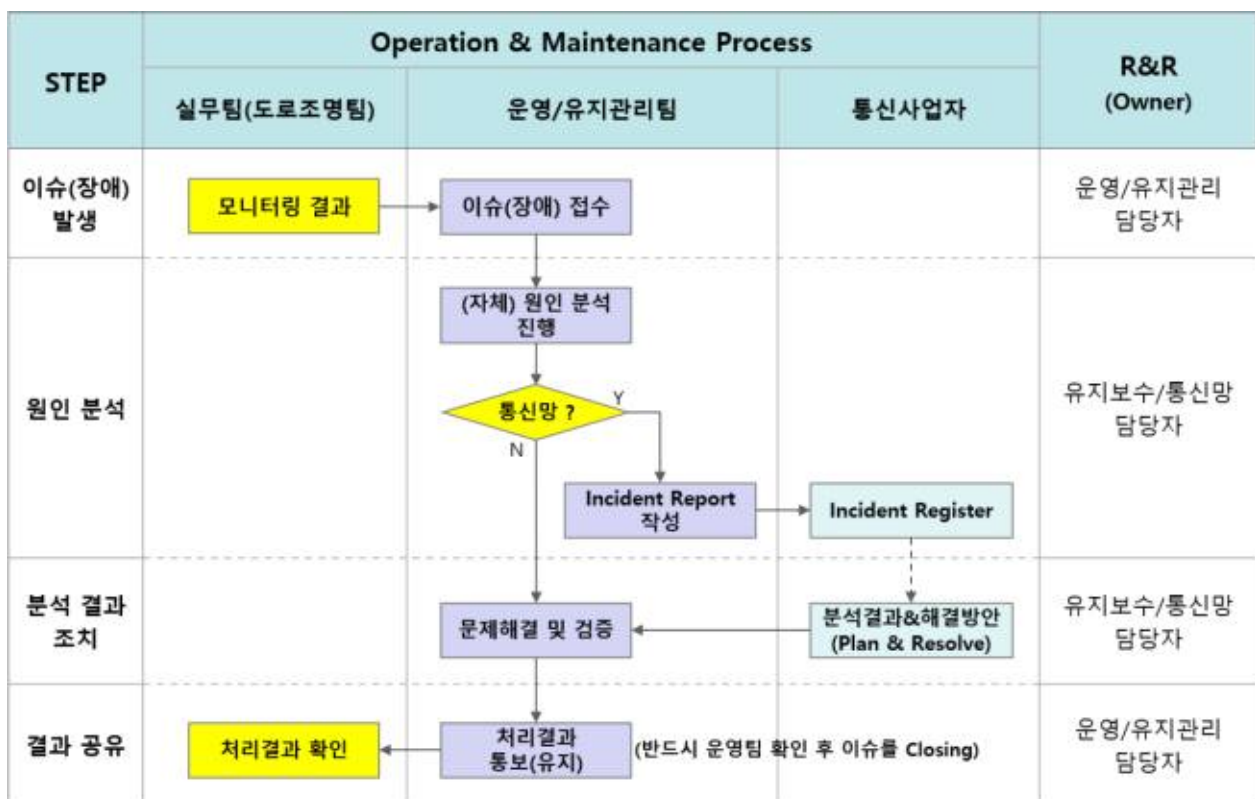 STEP
Operation & Maintenance Process
R&R
(Owner)
실무팀(도로조명팀)
운영/유지관리팀
통신사업자
이슈(장애)
발생
모니터링 결과
이슈(장애) 접수
운영/유지관리
담당자
원인 분석
(자체) 원인 분석
진행
통신망 ?
Y
N
Incident Report
작성
Incident Register
유지보수/통신망
담당자
분석 결과
조치
문제해결 및 검증
분석결과&해결방안
(Plan & Resolve)
유지보수/통신망
담당자
결과 공유
처리결과 확인
처리결과
통보(유지)
(반드시 운영팀 확인 후 이슈를 Closing)
운영/유지관리
담당자